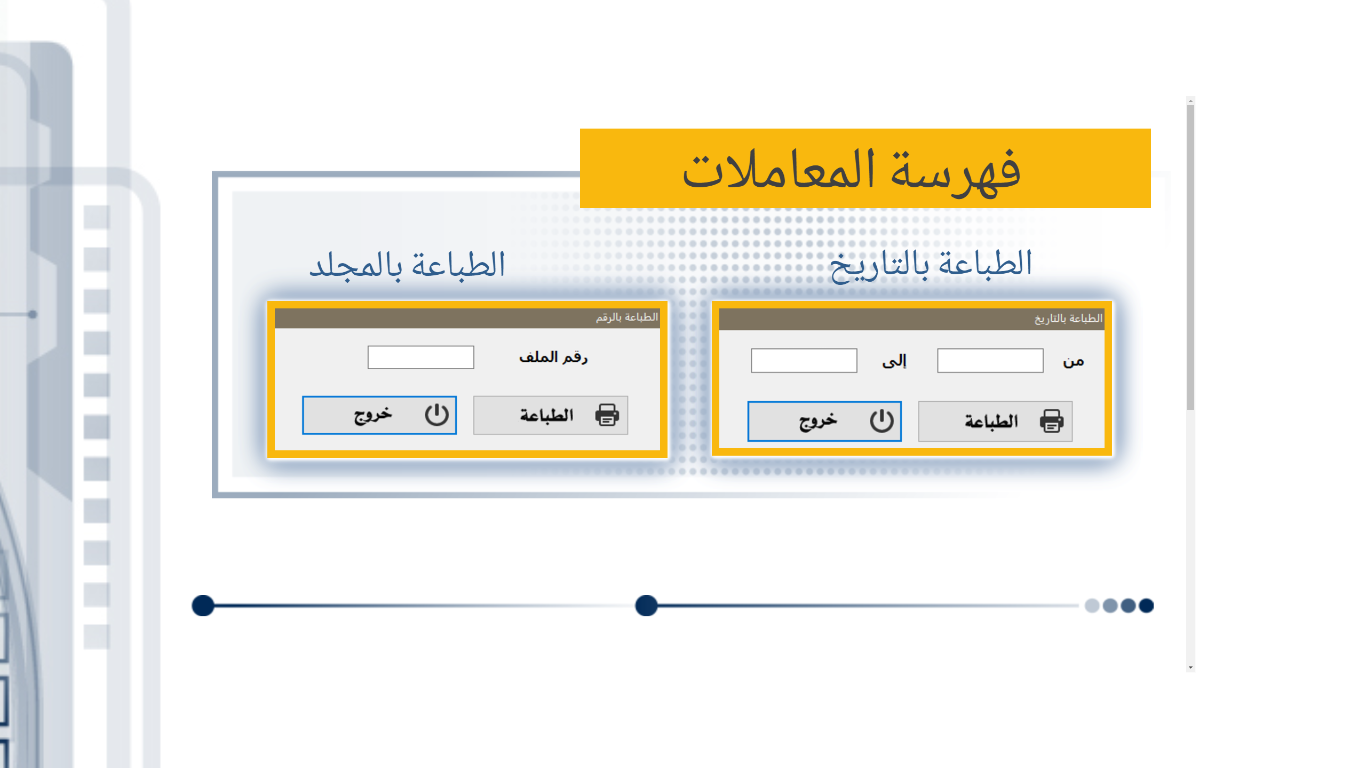 فهرسة المعاملات
الطباعة بالتاريخ
الطباعة بالتاريخ
من
إلى
الطباعة
خروج
الطباعة بالمجلد
الطباعة بالرقم
رقم الملف
الطباعة
خروج